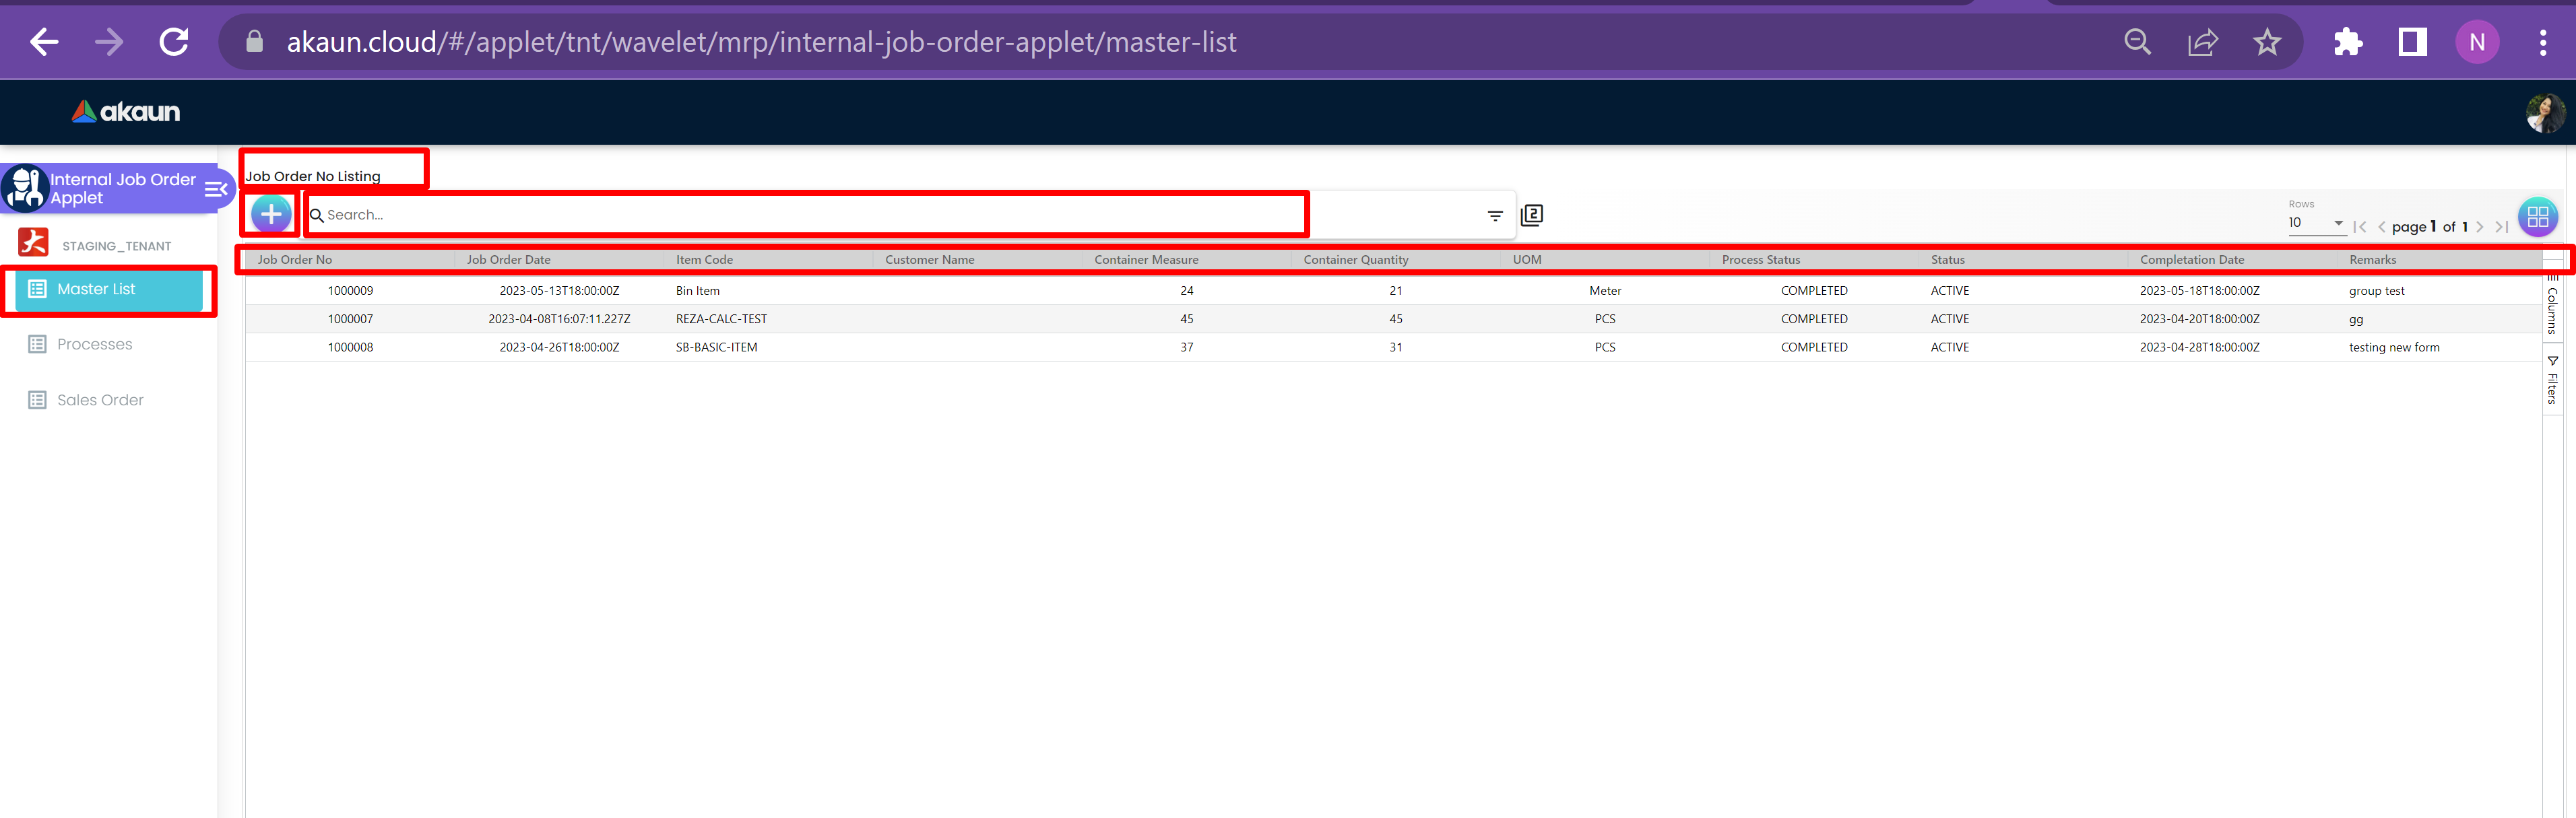 akaun.cloud/#/applet/tnt/wavelet/mrp/internal-job-order-applet/master-list
N
akaun
Internal Job Order
Applet
STAGING_TENANT
Master List
Processes
Sales Order
Job Order No Listing
Search...
2
Rows
10
page 1 of 1
Job Order No Job Order Date Item Code Customer Name Container Measure Container Quantity UOM Process Status Status Completation Date Remarks
1000009 2023-05-13T18:00:00Z Bin Item 24 21 Meter COMPLETED ACTIVE 2023-05-18T18:00:00Z group test
1000007 2023-04-08T16:07:11.227Z REZA-CALC-TEST 45 45 PCS COMPLETED ACTIVE 2023-04-20T18:00:00Z gg
1000008 2023-04-26T18:00:00Z SB-BASIC-ITEM 37 31 PCS COMPLETED ACTIVE 2023-04-28T18:00:00Z testing new form
Columns
Filters